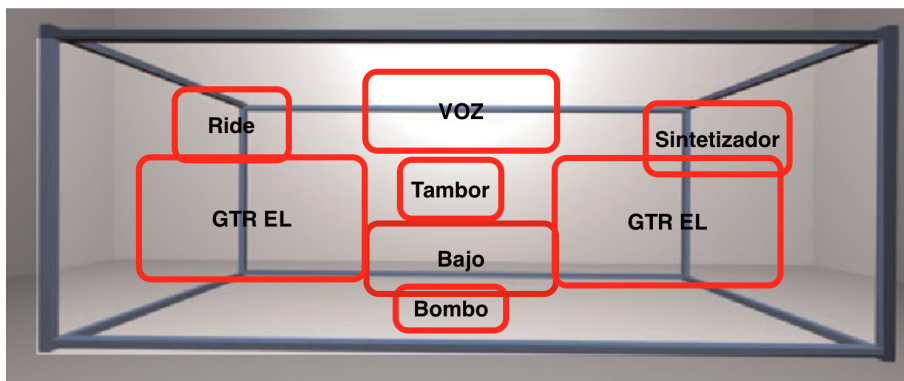 VOZ
Ride
Sintetizador
Tambor
GTR EL
GTR EL
Bajo
Bombo